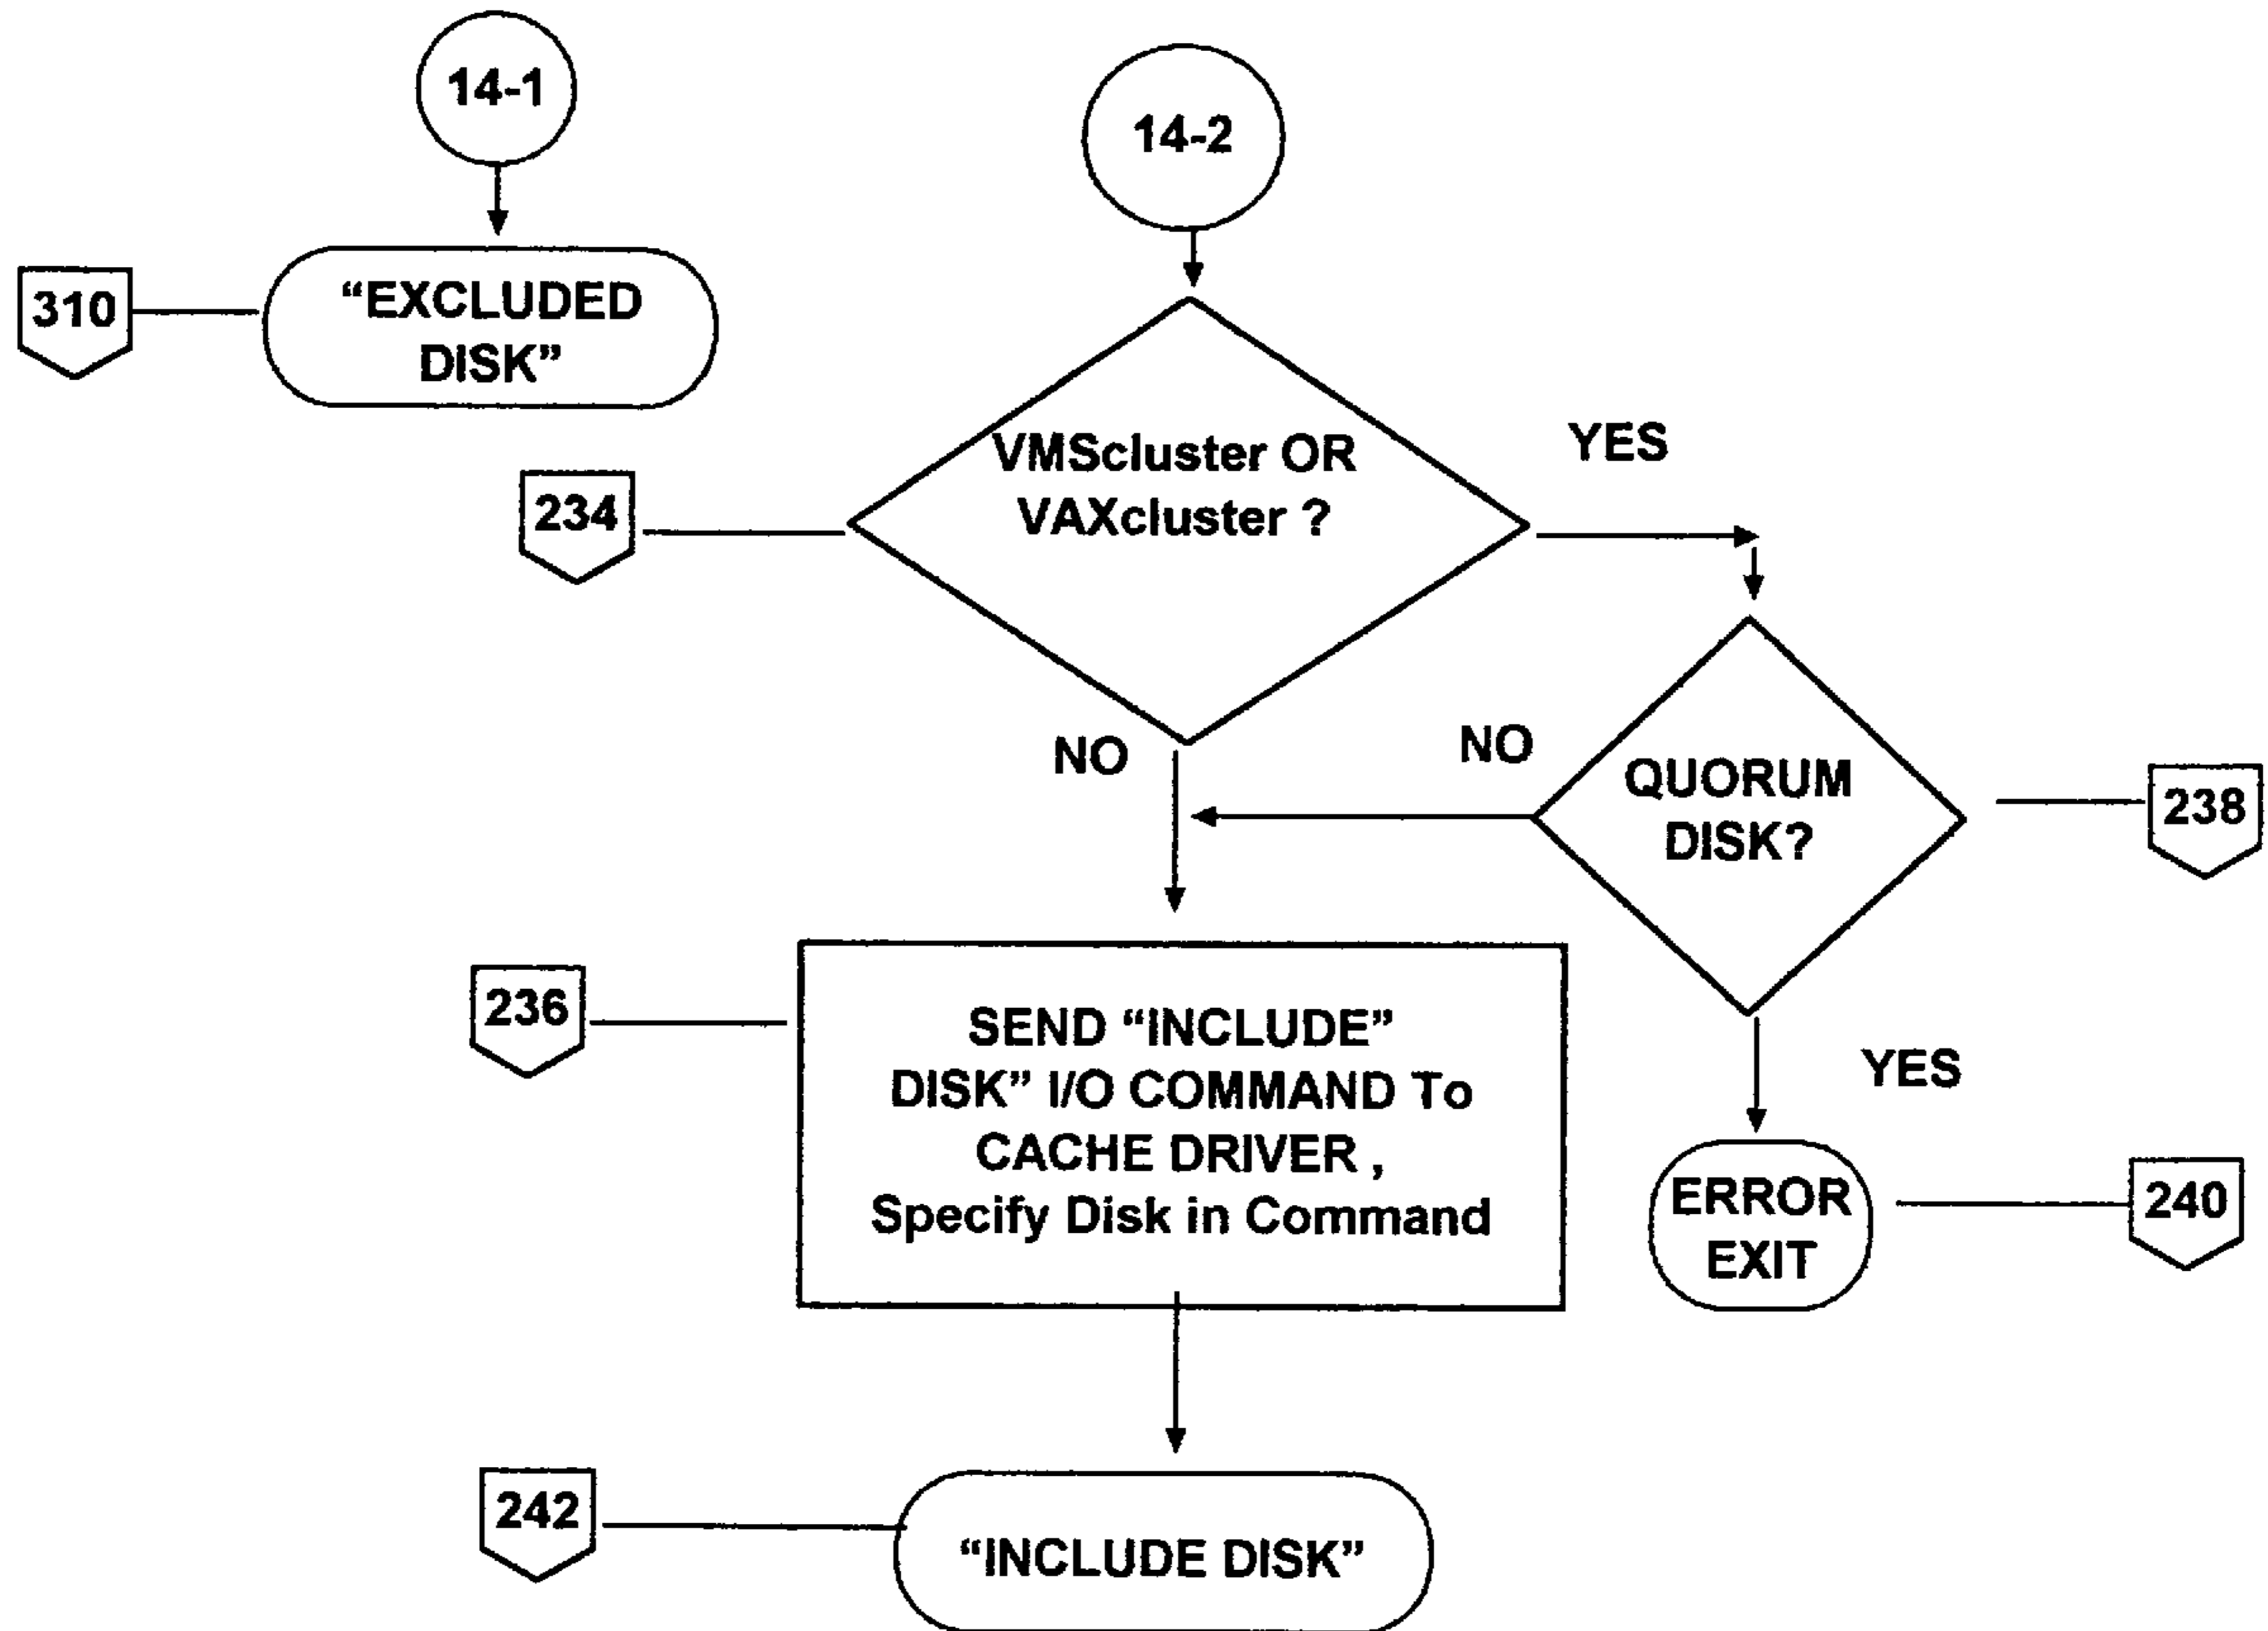 14-1
14-2
310
“EXCLUDED
DISK”
234
VMScluster OR
VAXcluster ?
YES
NO
NO
QUORUM
DISK?
238
236
SEND “INCLUDE”
DISK” I/O COMMAND To
CACHE DRIVER ,
Specify Disk in Command
YES
ERROR
EXIT
240
242
“INCLUDE DISK”